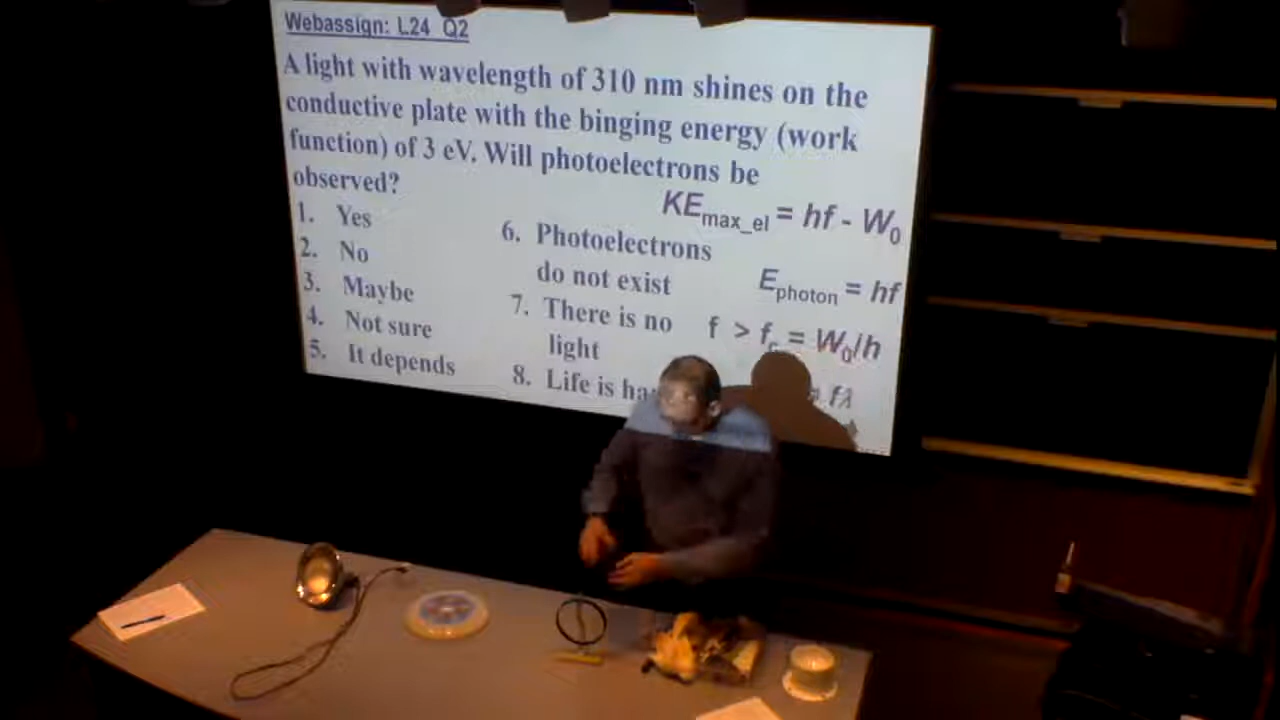 Webassign: L24 Q2
A light with wavelength of 310 nm shines on the
conductive plate with the binging energy (work
function) of 3 eV. Will photoelectrons be
observed?
1. Yes
2. No
3. Maybe
4. Not sure
5. It depends
6. Photoelectrons
do not exist
7. There is no
light
8. Life is
KEmax_el = hf - W0
Ephoton = hf
f > fc = W0/h
fλ